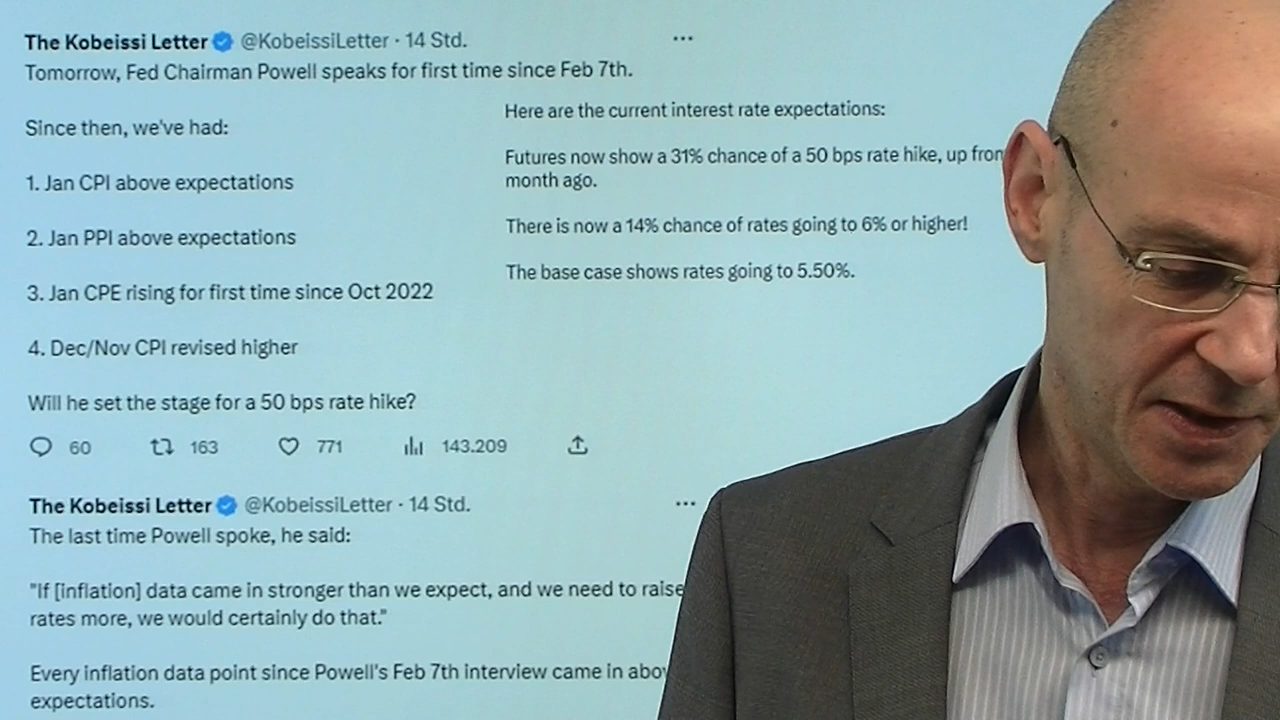 The Kobeissi Letter @KobeissiLetter · 14 Std. ...
Tomorrow, Fed Chairman Powell speaks for first time since Feb 7th.
Since then, we've had:
1. Jan CPI above expectations
2. Jan PPI above expectations
3. Jan CPE rising for first time since Oct 2022
4. Dec/Nov CPI revised higher
Will he set the stage for a 50 bps rate hike?
60 163 771 143.209
Here are the current interest rate expectations:
Futures now show a 31% chance of a 50 bps rate hike, up from
month ago.
There is now a 14% chance of rates going to 6% or higher!
The base case shows rates going to 5.50%.
The Kobeissi Letter @KobeissiLetter · 14 Std. ...
The last time Powell spoke, he said:
"If [inflation] data came in stronger than we expect, and we need to raise
rates more, we would certainly do that."
Every inflation data point since Powell's Feb 7th interview came in abov
expectations.